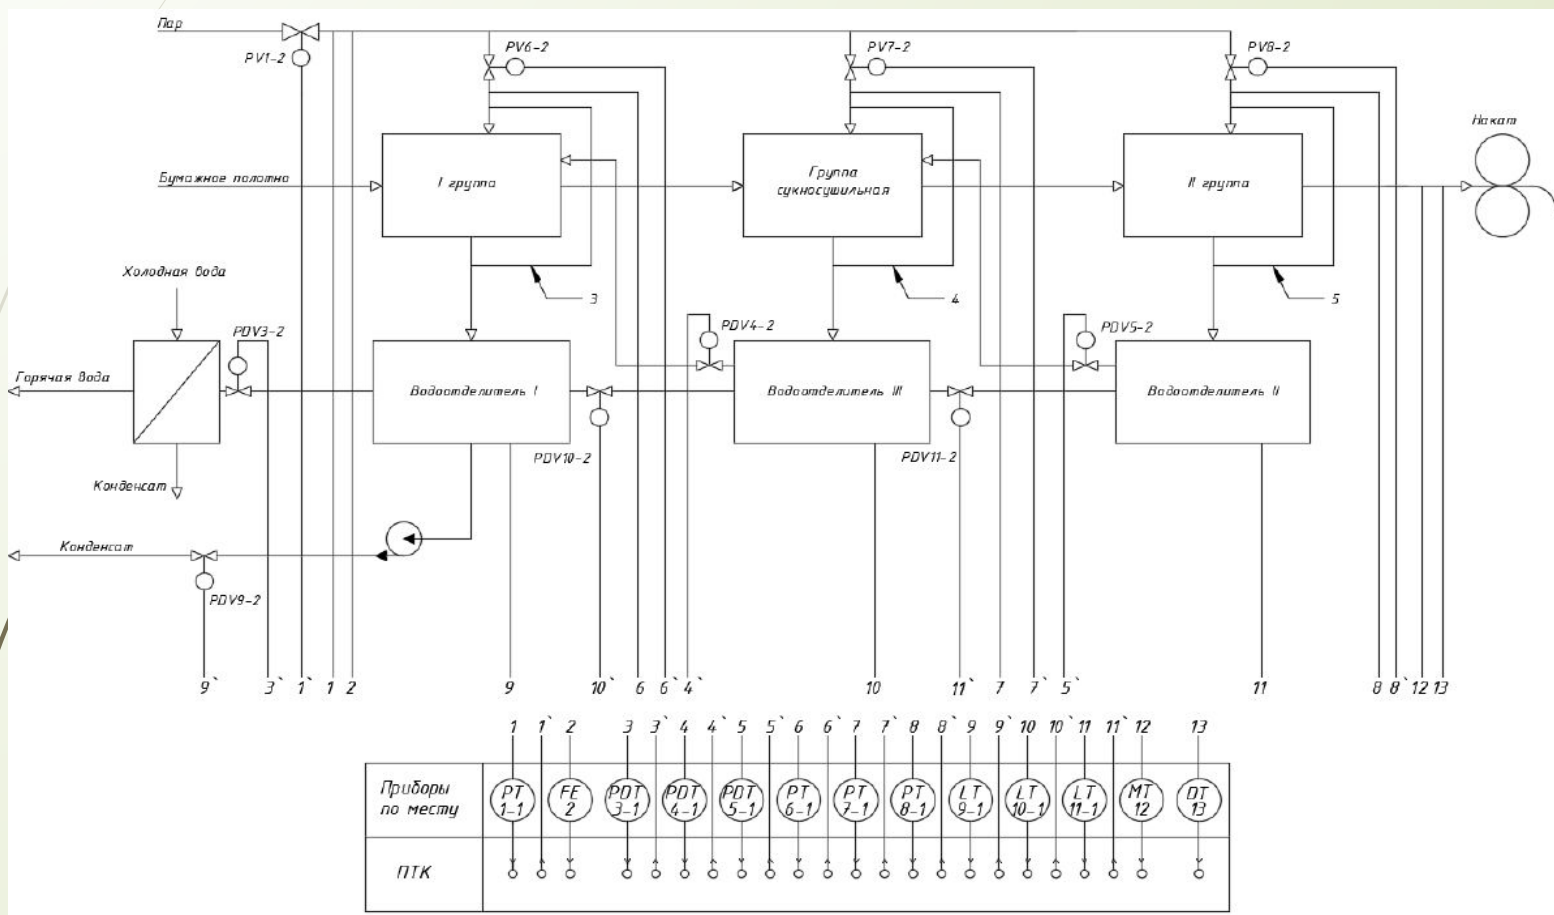 Пар
PV1-2
PV6-2
PV7-2
PV8-2
Накат
Бумажное полотно
I группа
Группа
сукносушильная
II группа
Холодная вода
3
4
5
PDV3-2
PDV4-2
PDV5-2
Горячая вода
Водоотделитель I
Водоотделитель III
Водоотделитель II
PDV10-2
PDV11-2
Конденсат
Конденсат
PDV9-2
9` 3` 1` 1 2 9 10` 6 6` 4` 10 11` 7 7` 5` 11 8 8` 12 13
1 1` 2 3 3` 4 4` 5 5` 6 6` 7 7` 8 8` 9 9` 10 10` 11 11` 12 13
Приборы
по месту
PT
1-1
FE
2
PDT
3-1
PDT
4-1
PDT
5-1
PT
6-1
PT
7-1
PT
8-1
LT
9-1
LT
10-1
LT
11-1
MT
12
DT
13
ПТК